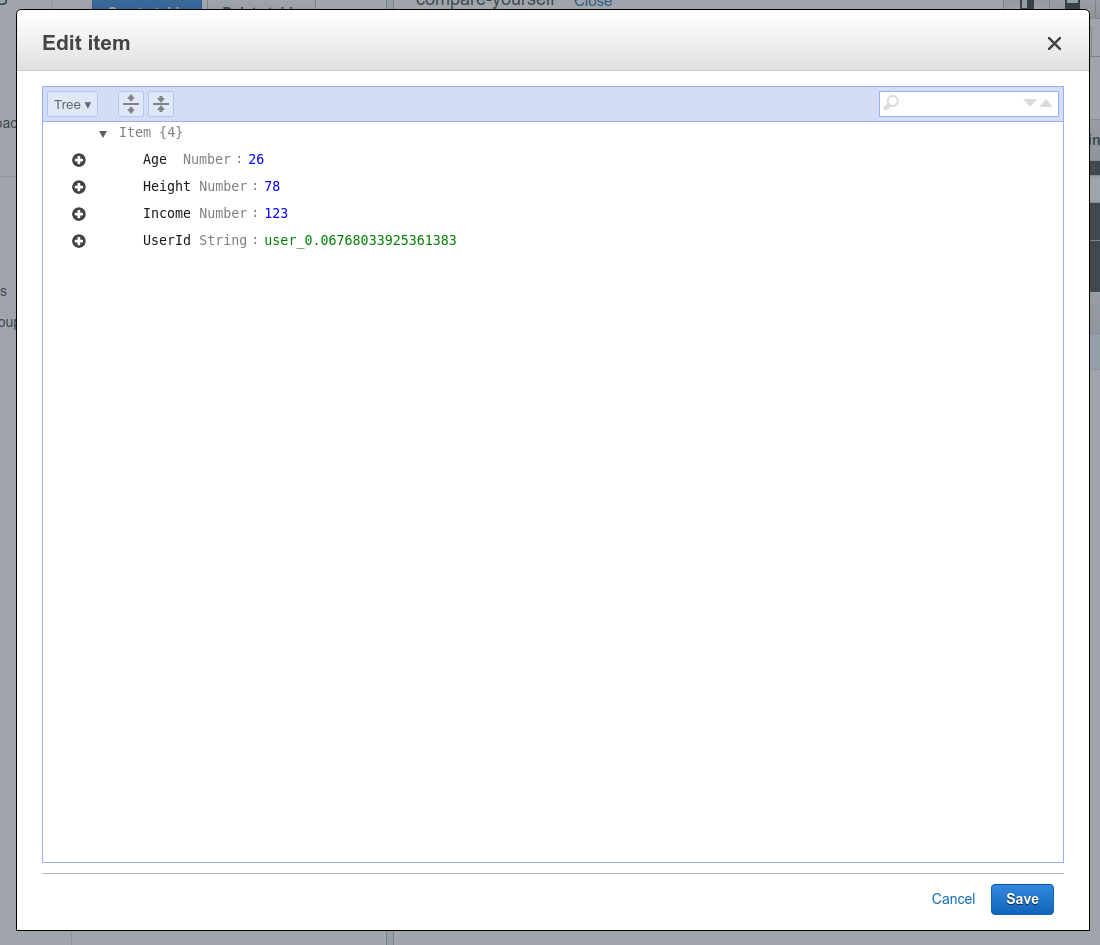 compare-yourself Close
Edit item
Tree ▾
Item {4}
Age Number : 26
Height Number : 78
Income Number : 123
UserId String : user_0.06768033925361383
Cancel Save